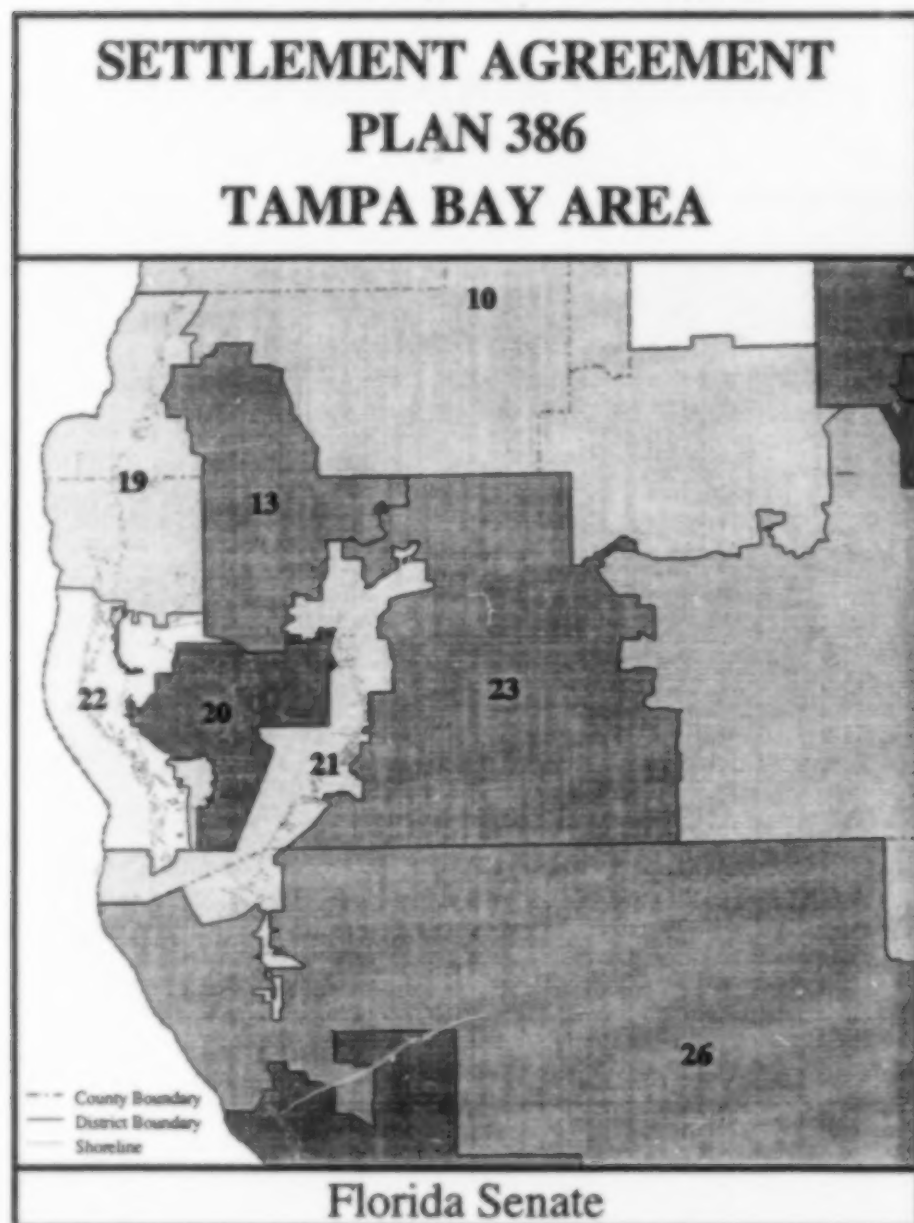 SETTLEMENT AGREEMENT
PLAN 386
TAMPA BAY AREA
10
19
13
22
20
23
21
26
County Boundary
District Boundary
Shoreline
Florida Senate